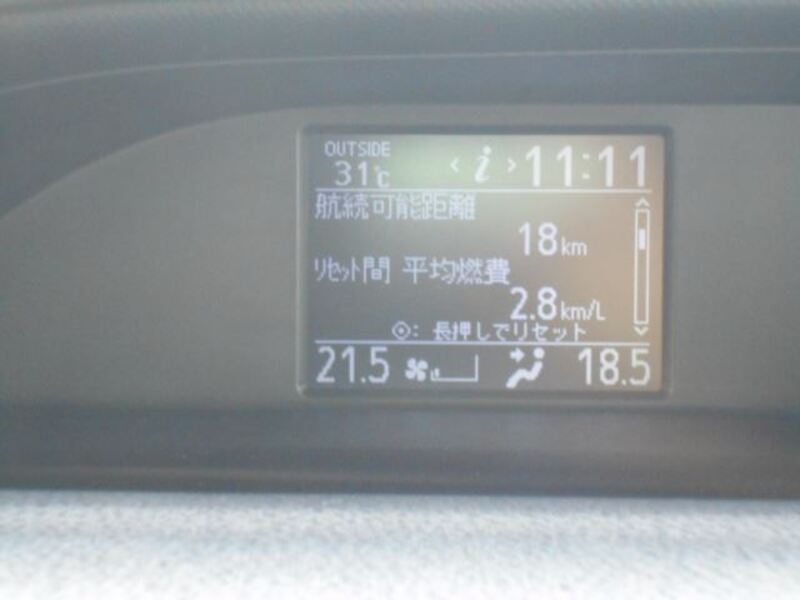 OUTSIDE
31℃ < i > 11:11
航続可能距離
18km
リセット間 平均燃費
2.8km/L
: 長押しでリセット
21.5 18.5